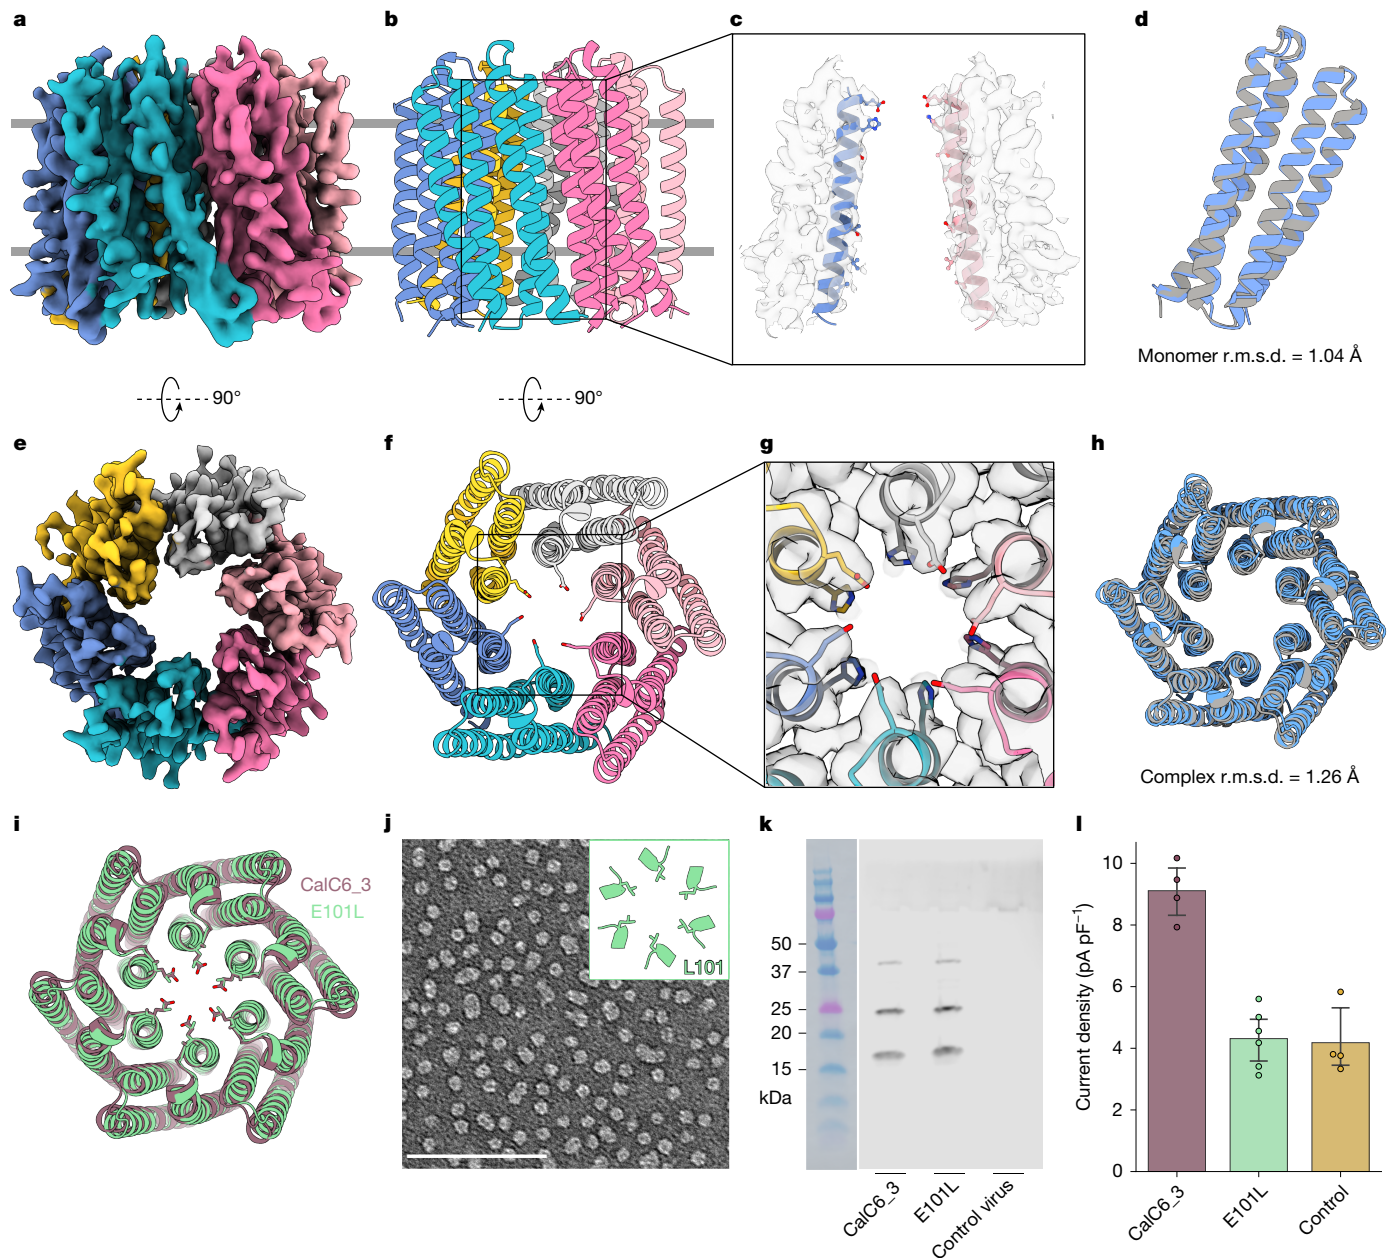 a
b
c
d
Monomer r.m.s.d. = 1.04 Å
90°
90°
e
f
g
h
Complex r.m.s.d. = 1.26 Å
i
CalC6_3
E101L
j
L101
k
50
37
25
20
15
kDa
CalC6_3
E101L
Control virus
l
Current density (pA pF⁻¹)
10
8
6
4
2
0
CalC6_3
E101L
Control